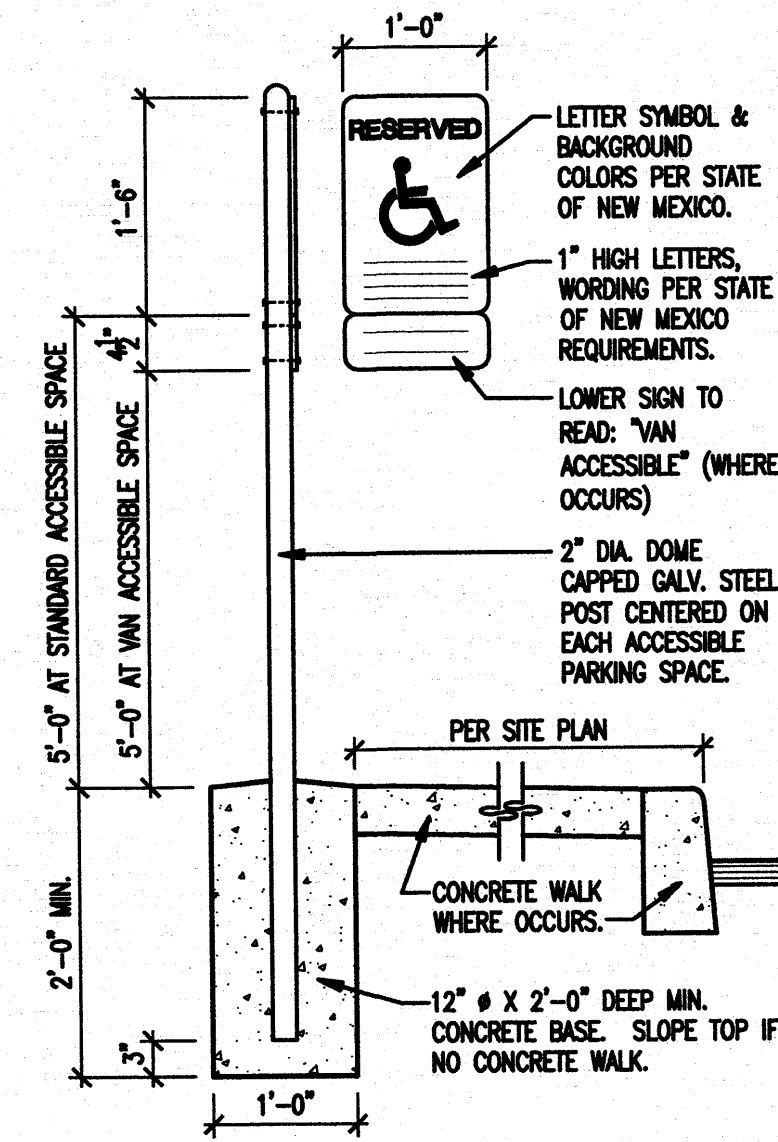 1'-0"
RESERVED
LETTER SYMBOL &
BACKGROUND
COLORS PER STATE
OF NEW MEXICO.
1'-6"
1" HIGH LETTERS,
WORDING PER STATE
OF NEW MEXICO
REQUIREMENTS.
4 1/2"
LOWER SIGN TO
READ: "VAN
ACCESSIBLE" (WHERE
OCCURS)
5'-0" AT STANDARD ACCESSIBLE SPACE
5'-0" AT VAN ACCESSIBLE SPACE
2" DIA. DOME
CAPPED GALV. STEEL
POST CENTERED ON
EACH ACCESSIBLE
PARKING SPACE.
PER SITE PLAN
CONCRETE WALK
WHERE OCCURS.
2'-0" MIN.
12" ø X 2'-0" DEEP MIN.
CONCRETE BASE. SLOPE TOP IF
NO CONCRETE WALK.
3"
1'-0"